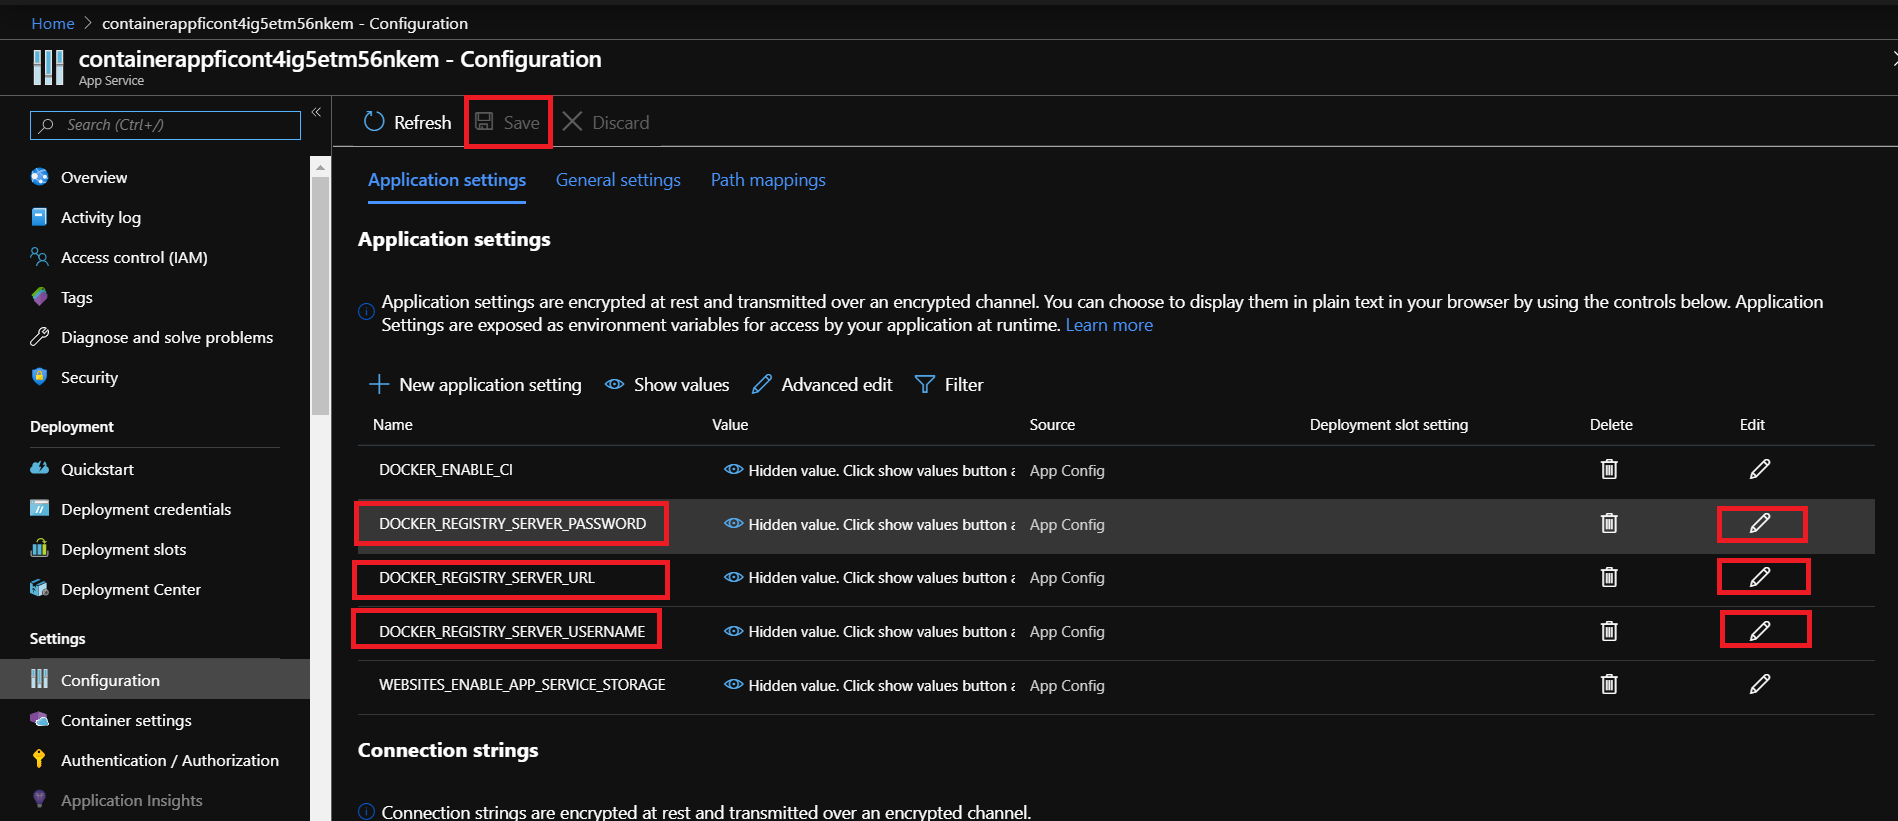 Home > containerappficont4ig5etm56nkem - Configuration
containerappficont4ig5etm56nkem - Configuration
App Service
Search (Ctrl+/)
«
Overview
Activity log
Access control (IAM)
Tags
Diagnose and solve problems
Security
Deployment
Quickstart
Deployment credentials
Deployment slots
Deployment Center
Settings
Configuration
Container settings
Authentication / Authorization
Application Insights
Refresh Save Discard
Application settings General settings Path mappings
Application settings
Application settings are encrypted at rest and transmitted over an encrypted channel. You can choose to display them in plain text in your browser by using the controls below. Application
Settings are exposed as environment variables for access by your application at runtime. Learn more
New application setting Show values Advanced edit Filter
Name Value Source Deployment slot setting Delete Edit
DOCKER_ENABLE_CI Hidden value. Click show values button a App Config
DOCKER_REGISTRY_SERVER_PASSWORD Hidden value. Click show values button a App Config
DOCKER_REGISTRY_SERVER_URL Hidden value. Click show values button a App Config
DOCKER_REGISTRY_SERVER_USERNAME Hidden value. Click show values button a App Config
WEBSITES_ENABLE_APP_SERVICE_STORAGE Hidden value. Click show values button a App Config
Connection strings
Connection strings are encrypted at rest and transmitted over an encrypted channel.